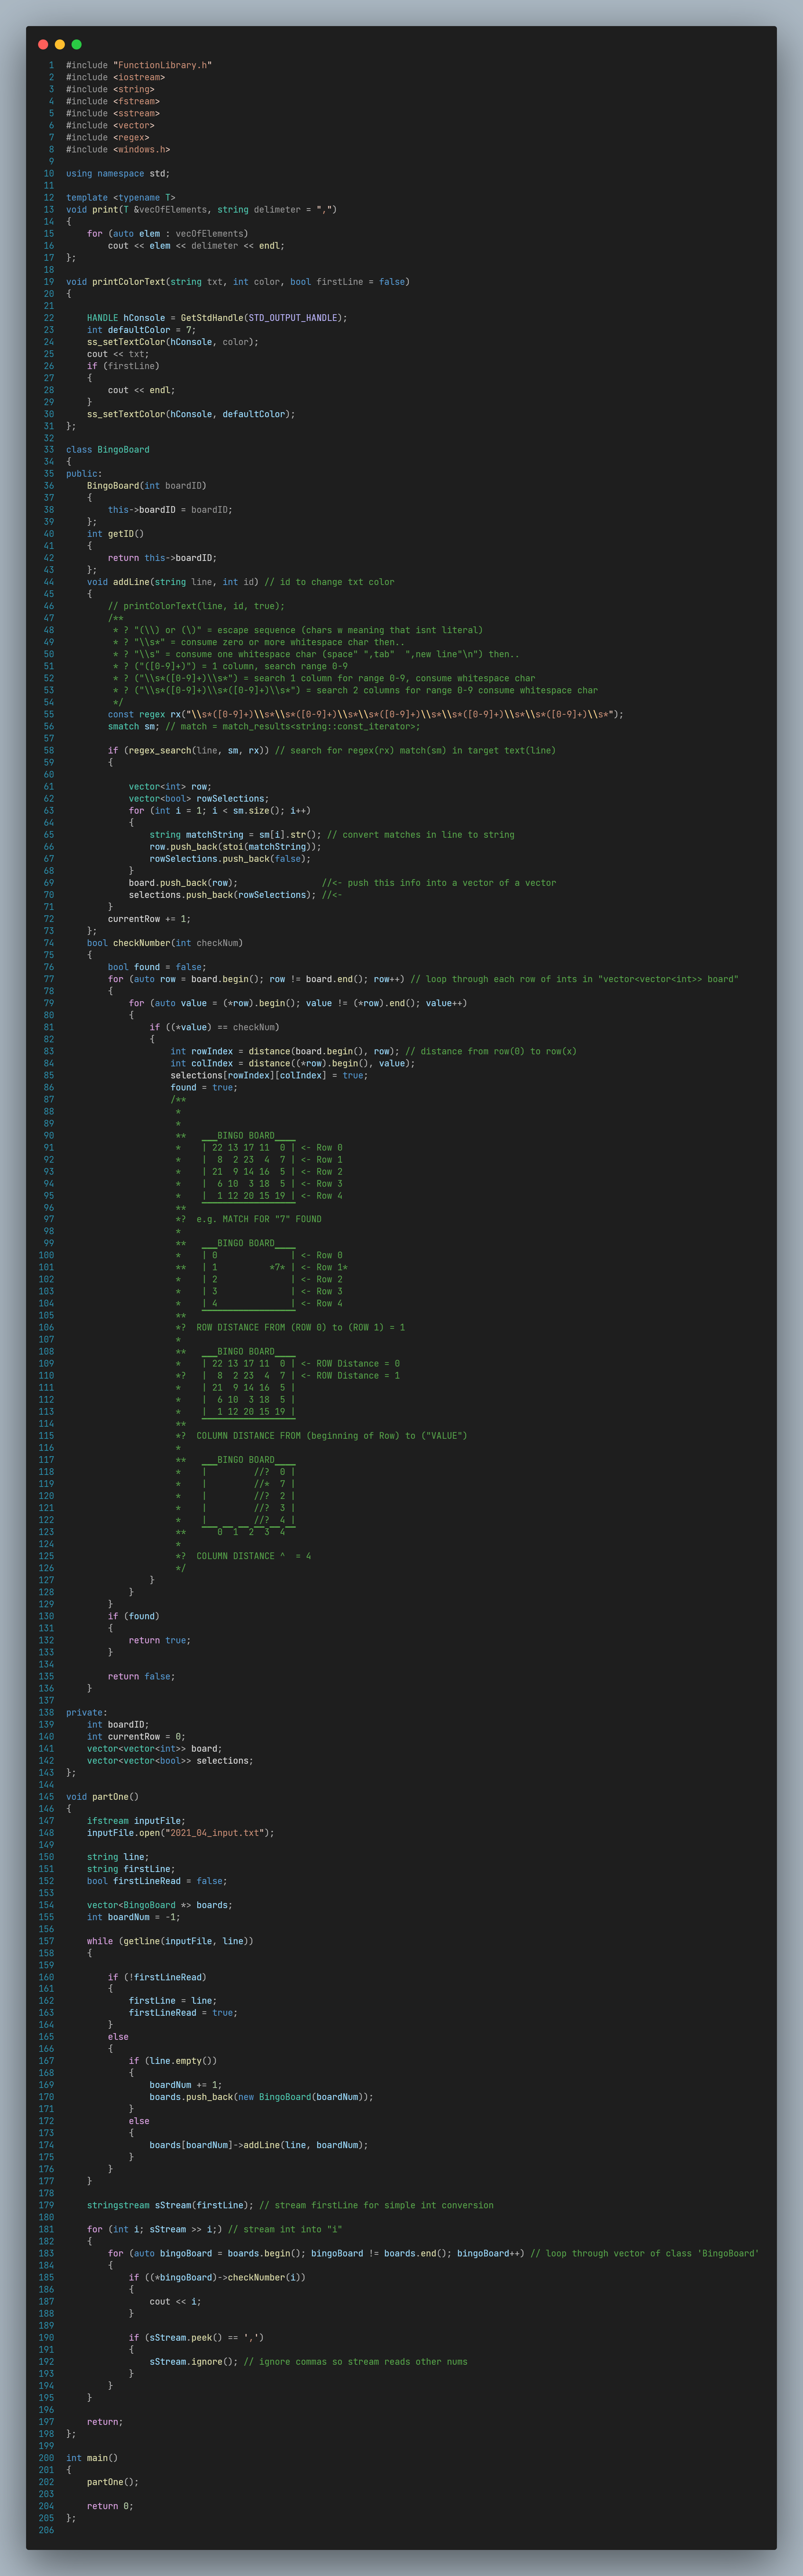 1 #include "FunctionLibrary.h"
2 #include <iostream>
3 #include <string>
4 #include <fstream>
5 #include <sstream>
6 #include <vector>
7 #include <regex>
8 #include <windows.h>
9
10 using namespace std;
11
12 template <typename T>
13 void print(T &vecOfElements, string delimeter = ",")
14 {
15     for (auto elem : vecOfElements)
16         cout << elem << delimeter << endl;
17 };
18
19 void printColorText(string txt, int color, bool firstLine = false)
20 {
21
22     HANDLE hConsole = GetStdHandle(STD_OUTPUT_HANDLE);
23     int defaultColor = 7;
24     ss_setTextColor(hConsole, color);
25     cout << txt;
26     if (firstLine)
27     {
28         cout << endl;
29     }
30     ss_setTextColor(hConsole, defaultColor);
31 };
32
33 class BingoBoard
34 {
35 public:
36     BingoBoard(int boardID)
37     {
38         this->boardID = boardID;
39     };
40     int getID()
41     {
42         return this->boardID;
43     };
44     void addLine(string line, int id) // id to change txt color
45     {
46         // printColorText(line, id, true);
47         /**
48          * ? "(\\) or (\)" = escape sequence (chars w meaning that isnt literal)
49          * ? "\\s*" = consume zero or more whitespace char then..
50          * ? "\\s" = consume one whitespace char (space" ",tab"  ",new line"\n") then..
51          * ? ("([0-9]+)") = 1 column, search range 0-9
52          * ? ("\\s*([0-9]+)\\s*") = search 1 column for range 0-9, consume whitespace char
53          * ? ("\\s*([0-9]+)\\s*([0-9]+)\\s*") = search 2 columns for range 0-9 consume whitespace char
54          */
55         const regex rx("\\s*([0-9]+)\\s*\\s*([0-9]+)\\s*\\s*([0-9]+)\\s*\\s*([0-9]+)\\s*\\s*([0-9]+)\\s*");
56         smatch sm; // match = match_results<string::const_iterator>;
57
58         if (regex_search(line, sm, rx)) // search for regex(rx) match(sm) in target text(line)
59         {
60
61             vector<int> row;
62             vector<bool> rowSelections;
63             for (int i = 1; i < sm.size(); i++)
64             {
65                 string matchString = sm[i].str(); // convert matches in line to string
66                 row.push_back(stoi(matchString));
67                 rowSelections.push_back(false);
68             }
69             board.push_back(row);                //<- push this info into a vector of a vector
70             selections.push_back(rowSelections); //<-
71         }
72         currentRow += 1;
73     };
74     bool checkNumber(int checkNum)
75     {
76         bool found = false;
77         for (auto row = board.begin(); row != board.end(); row++) // loop through each row of ints in "vector<vector<int>> board"
78         {
79             for (auto value = (*row).begin(); value != (*row).end(); value++)
80             {
81                 if ((*value) == checkNum)
82                 {
83                     int rowIndex = distance(board.begin(), row); // distance from row(0) to row(x)
84                     int colIndex = distance((*row).begin(), value);
85                     selections[rowIndex][colIndex] = true;
86                     found = true;
87                     /**
88                      *
89                      *
90                      **   ___BINGO BOARD____
91                      *    | 22 13 17 11  0 | <- Row 0
92                      *    |  8  2 23  4  7 | <- Row 1
93                      *    | 21  9 14 16  5 | <- Row 2
94                      *    |  6 10  3 18  5 | <- Row 3
95                      *    |  1 12 20 15 19 | <- Row 4
96                      **   ‾‾‾‾‾‾‾‾‾‾‾‾‾‾‾‾‾‾
97                      *?  e.g. MATCH FOR "7" FOUND
98                      *
99                      **   ___BINGO BOARD____
100                      *    | 0              | <- Row 0
101                      **   | 1          *7* | <- Row 1*
102                      *    | 2              | <- Row 2
103                      *    | 3              | <- Row 3
104                      *    | 4              | <- Row 4
105                      **   ‾‾‾‾‾‾‾‾‾‾‾‾‾‾‾‾‾‾
106                      *?  ROW DISTANCE FROM (ROW 0) to (ROW 1) = 1
107                      *
108                      **   ___BINGO BOARD____
109                      *    | 22 13 17 11  0 | <- ROW Distance = 0
110                      *?   |  8  2 23  4  7 | <- ROW Distance = 1
111                      *    | 21  9 14 16  5 |
112                      *    |  6 10  3 18  5 |
113                      *    |  1 12 20 15 19 |
114                      **   ‾‾‾‾‾‾‾‾‾‾‾‾‾‾‾‾‾‾
115                      *?  COLUMN DISTANCE FROM (beginning of Row) to ("VALUE")
116                      *
117                      **   ___BINGO BOARD____
118                      *    |         //?  0 |
119                      *    |         //*  7 |
120                      *    |         //?  2 |
121                      *    |         //?  3 |
122                      *    |         //?  4 |
123                      **   ‾‾‾0‾‾1‾‾2‾‾3‾‾4‾‾
124                      *
125                      *?  COLUMN DISTANCE ^  = 4
126                      */
127                 }
128             }
129         }
130         if (found)
131         {
132             return true;
133         }
134
135         return false;
136     }
137
138 private:
139     int boardID;
140     int currentRow = 0;
141     vector<vector<int>> board;
142     vector<vector<bool>> selections;
143 };
144
145 void partOne()
146 {
147     ifstream inputFile;
148     inputFile.open("2021_04_input.txt");
149
150     string line;
151     string firstLine;
152     bool firstLineRead = false;
153
154     vector<BingoBoard *> boards;
155     int boardNum = -1;
156
157     while (getline(inputFile, line))
158     {
159
160         if (!firstLineRead)
161         {
162             firstLine = line;
163             firstLineRead = true;
164         }
165         else
166         {
167             if (line.empty())
168             {
169                 boardNum += 1;
170                 boards.push_back(new BingoBoard(boardNum));
171             }
172             else
173             {
174                 boards[boardNum]->addLine(line, boardNum);
175             }
176         }
177     }
178
179     stringstream sStream(firstLine); // stream firstLine for simple int conversion
180
181     for (int i; sStream >> i;) // stream int into "i"
182     {
183         for (auto bingoBoard = boards.begin(); bingoBoard != boards.end(); bingoBoard++) // loop through vector of class 'BingoBoard'
184         {
185             if ((*bingoBoard)->checkNumber(i))
186             {
187                 cout << i;
188             }
189
190             if (sStream.peek() == ',')
191             {
192                 sStream.ignore(); // ignore commas so stream reads other nums
193             }
194         }
195     }
196
197     return;
198 };
199
200 int main()
201 {
202     partOne();
203
204     return 0;
205 };
206